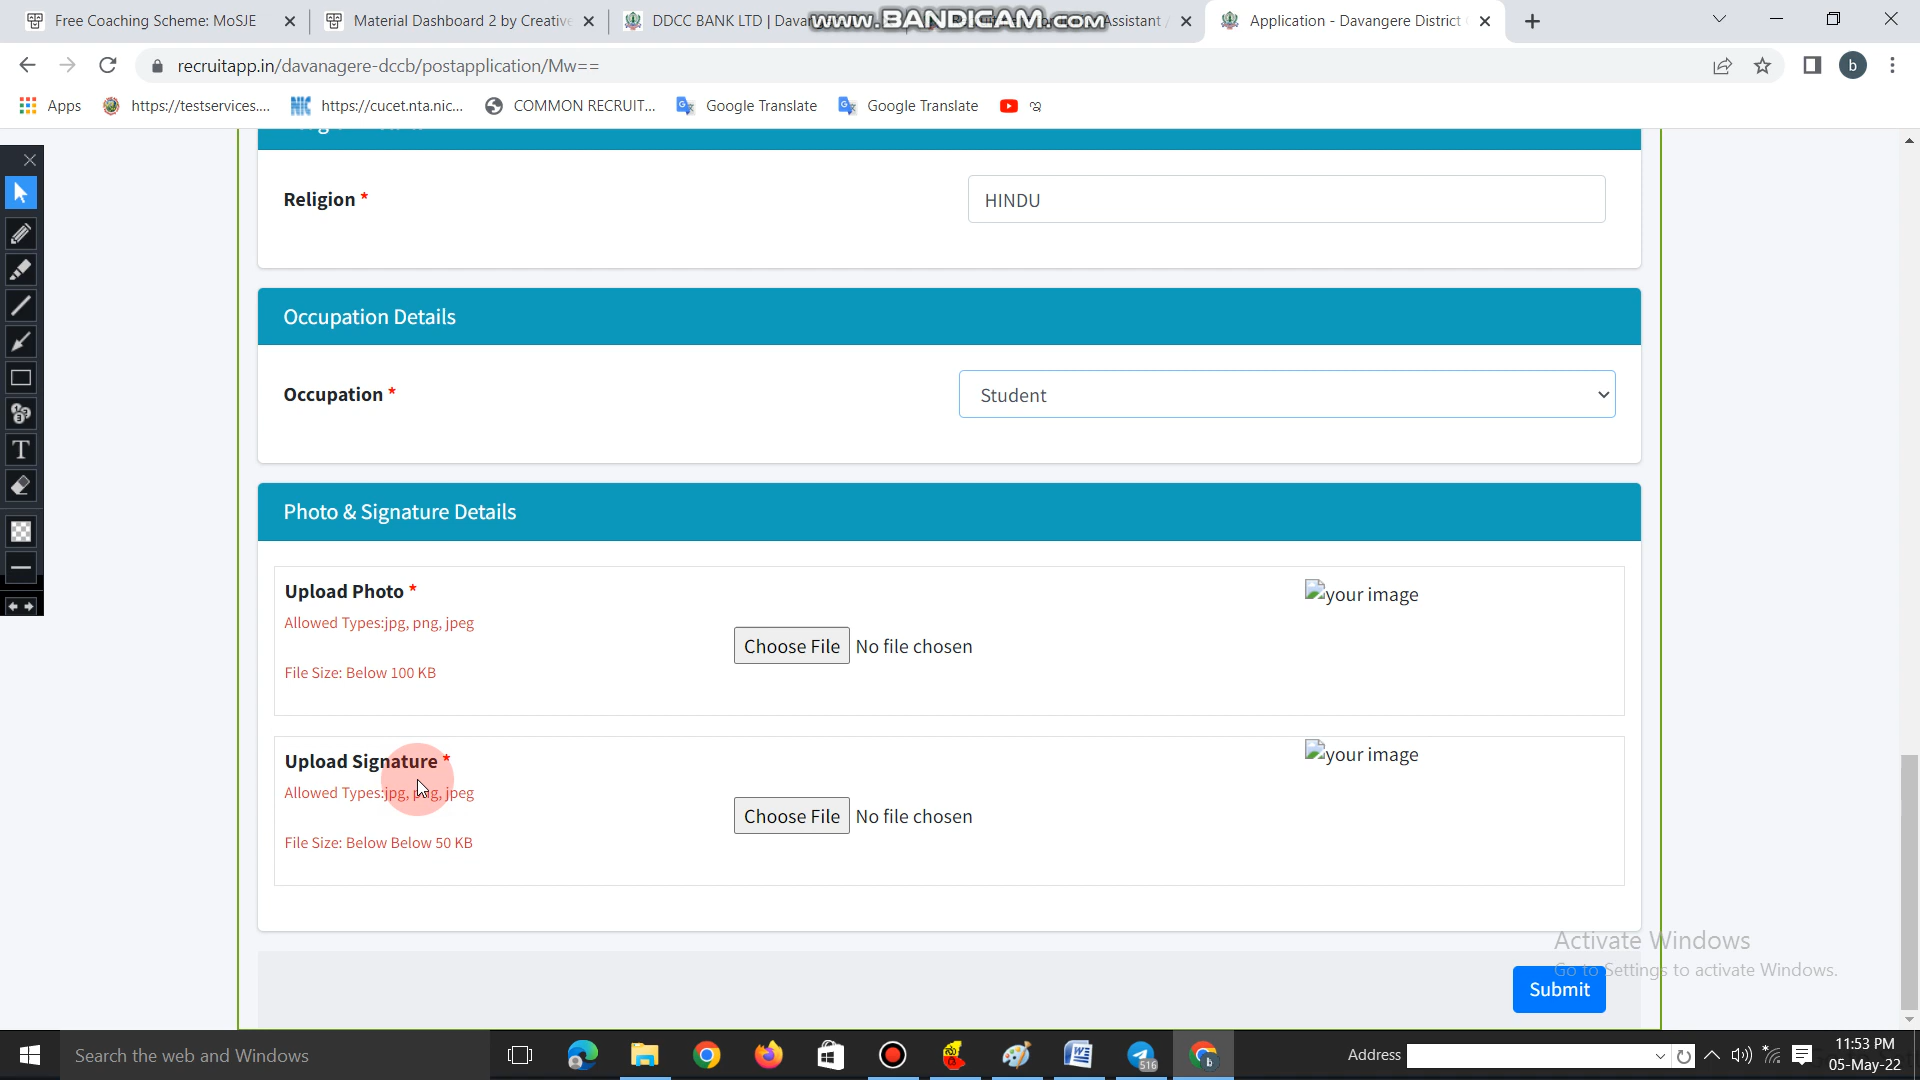 Free Coaching Scheme: MoSJE
Material Dashboard 2 by Creative
DDCC BANK LTD | Davan
www.BANDICAM.com
Assistant /
Application - Davangere District
recruitapp.in/davanagere-dccb/postapplication/Mw==
b
Apps
https://testservices....
https://cucet.nta.nic...
COMMON RECRUIT...
Google Translate
Google Translate
Religion *
HINDU
Occupation Details
Occupation *
Student
Photo & Signature Details
Upload Photo *
Allowed Types:jpg, png, jpeg
File Size: Below 100 KB
Choose File No file chosen
your image
Upload Signature *
Allowed Types:jpg, png, jpeg
File Size: Below Below 50 KB
Choose File No file chosen
your image
Activate Windows
Go to Settings to activate Windows.
Submit
Search the web and Windows
516
b
Address
11:53 PM
05-May-22